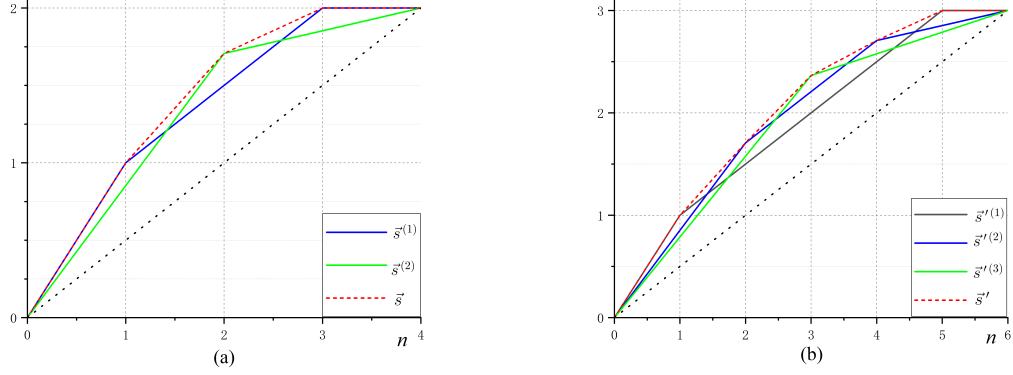 2
1
0
0 1 2 3 4
n
s⃗⁽¹⁾
s⃗⁽²⁾
s⃗
(a)
3
2
1
0
0 1 2 3 4 5 6
n
s⃗ ′⁽¹⁾
s⃗ ′⁽²⁾
s⃗ ′⁽³⁾
s⃗ ′
(b)